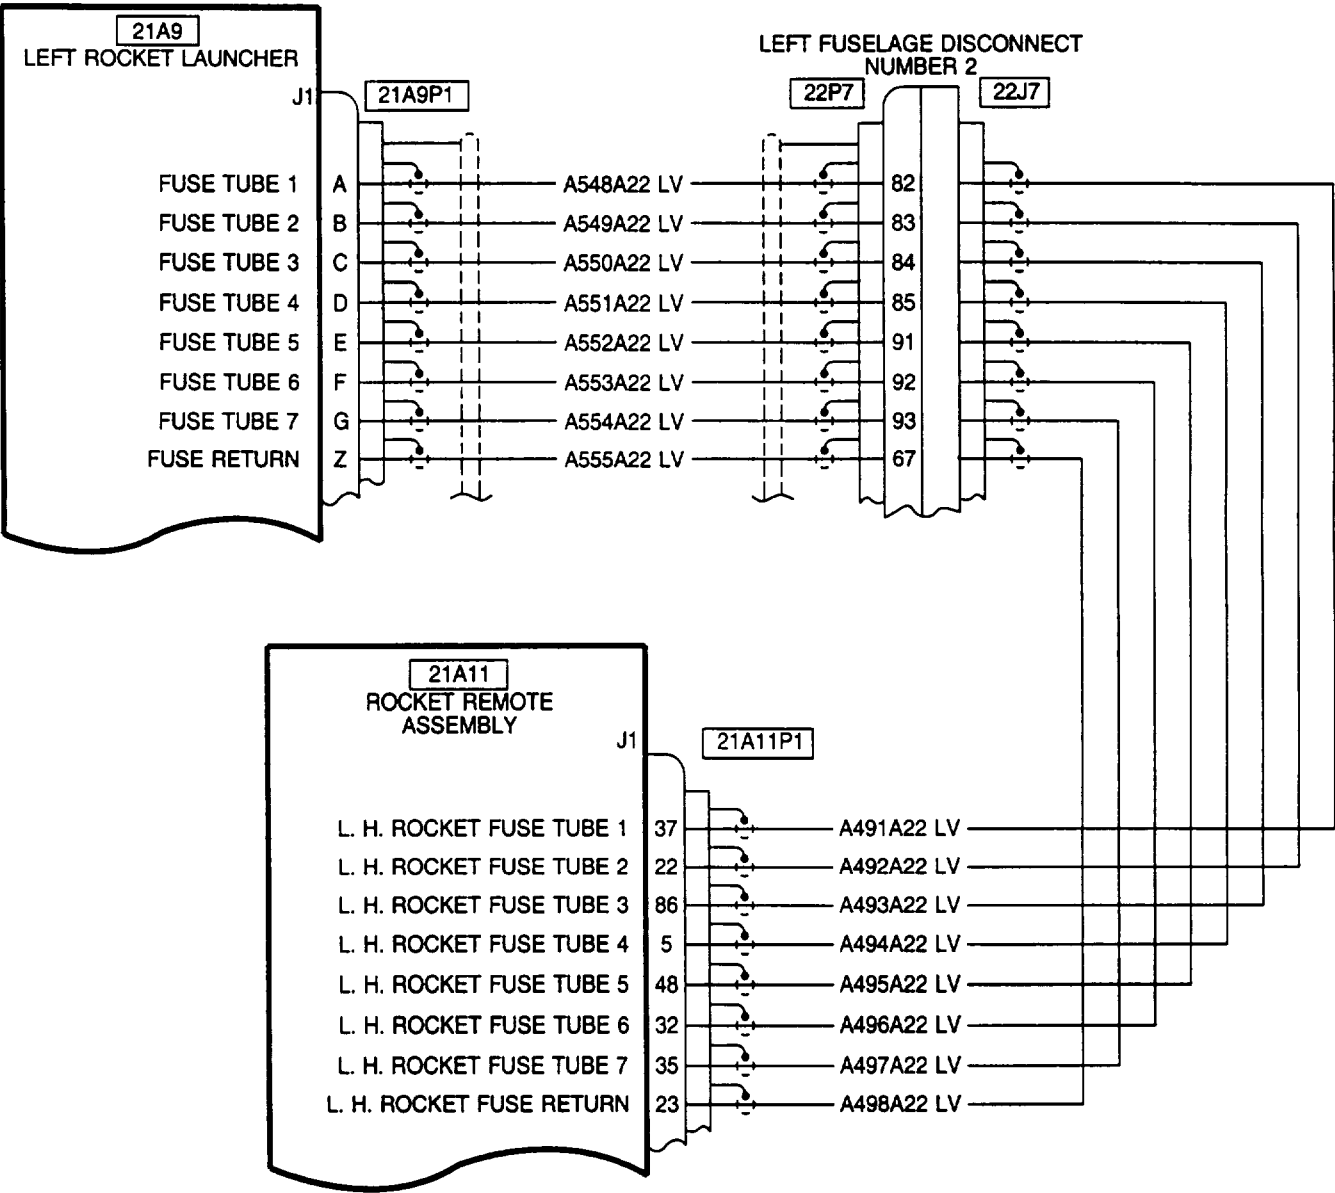 21A9
LEFT ROCKET LAUNCHER
J1
21A9P1
LEFT FUSELAGE DISCONNECT
NUMBER 2
22P7
22J7
FUSE TUBE 1 A A548A22 LV 82
FUSE TUBE 2 B A549A22 LV 83
FUSE TUBE 3 C A550A22 LV 84
FUSE TUBE 4 D A551A22 LV 85
FUSE TUBE 5 E A552A22 LV 91
FUSE TUBE 6 F A553A22 LV 92
FUSE TUBE 7 G A554A22 LV 93
FUSE RETURN Z A555A22 LV 67
21A11
ROCKET REMOTE
ASSEMBLY
J1
21A11P1
L. H. ROCKET FUSE TUBE 1 37 A491A22 LV
L. H. ROCKET FUSE TUBE 2 22 A492A22 LV
L. H. ROCKET FUSE TUBE 3 86 A493A22 LV
L. H. ROCKET FUSE TUBE 4 5 A494A22 LV
L. H. ROCKET FUSE TUBE 5 48 A495A22 LV
L. H. ROCKET FUSE TUBE 6 32 A496A22 LV
L. H. ROCKET FUSE TUBE 7 35 A497A22 LV
L. H. ROCKET FUSE RETURN 23 A498A22 LV